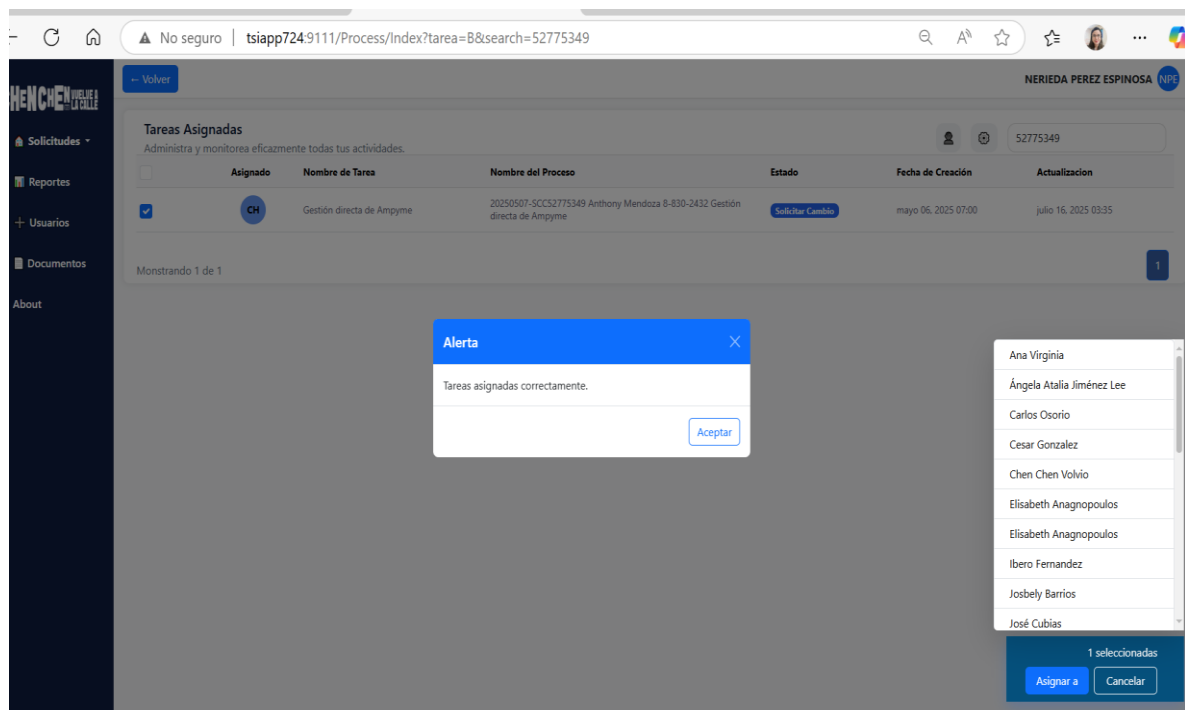 No seguro
tsiapp724:9111/Process/Index?tarea=B&search=52775349
CHENCHEN VUELVE A
LA CALLE
← Volver
NERIEDA PEREZ ESPINOSA NPE
Solicitudes
Reportes
+ Usuarios
Documentos
About
Tareas Asignadas
Administra y monitorea eficazmente todas tus actividades.
52775349
Asignado Nombre de Tarea Nombre del Proceso Estado Fecha de Creación Actualizacion
CH Gestión directa de Ampyme 20250507-SCCS2775349 Anthony Mendoza 8-830-2432 Gestión Solicitar Cambio mayo 06, 2025 07:00 julio 16, 2025 03:35
directa de Ampyme
Monstrando 1 de 1
1
Alerta
Tareas asignadas correctamente.
Aceptar
Ana Virginia
Ángela Atalia Jiménez Lee
Carlos Osorio
Cesar Gonzalez
Chen Chen Volvio
Elisabeth Anagnopoulos
Elisabeth Anagnopoulos
Ibero Fernandez
Josbely Barrios
José Cubias
1 seleccionadas
Asignar a
Cancelar